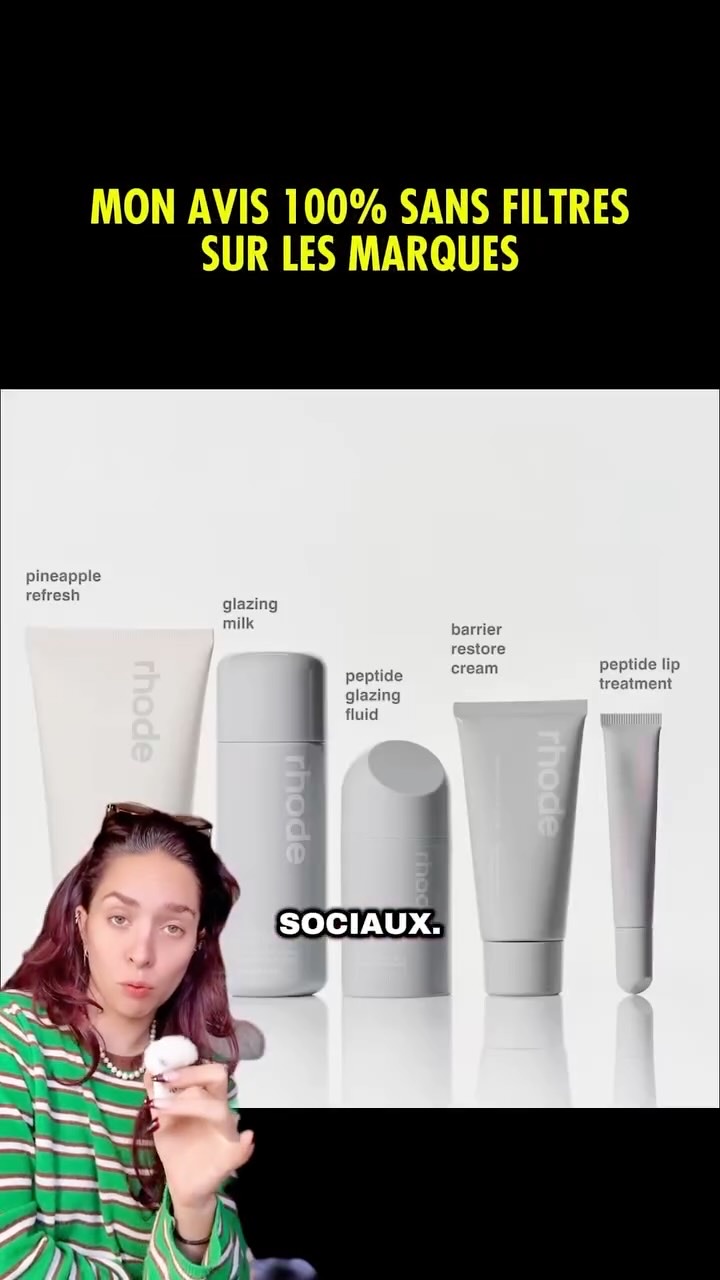 MON AVIS 100% SANS FILTRES
SUR LES MARQUES
pineapple
refresh
glazing
milk
peptide
glazing
fluid
barrier
restore
cream
peptide lip
treatment
rhode
rhode
rhode
SOCIAUX.